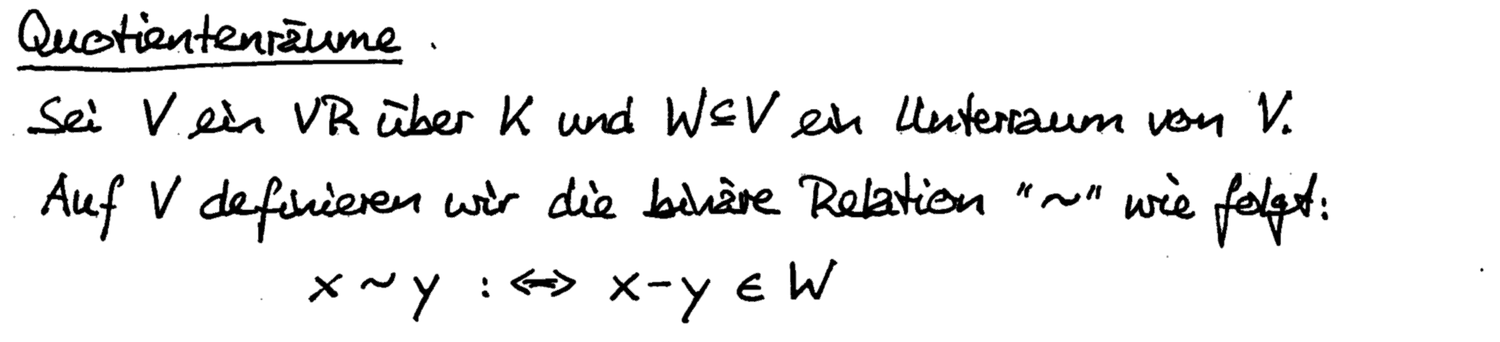 Quotientenräume.
Sei V ein VR über K und W⊆V ein Unterraum von V.
Auf V definieren wir die binäre Relation "~" wie folgt:
x ~ y :⇔ x-y ∈ W